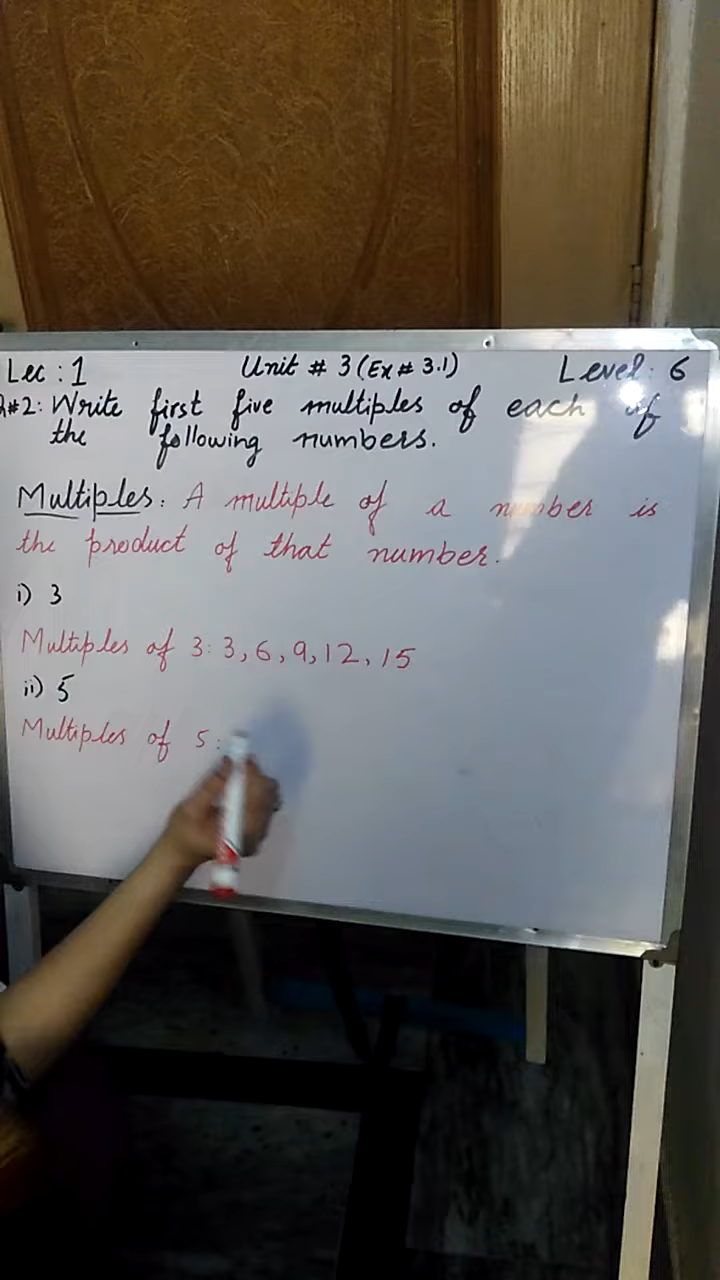 Lec : 1 Unit # 3 (Ex # 3.1) Level : 6
#2: Write first five multiples of each of
the following numbers.
Multiples: A multiple of a number is
the product of that number.
i) 3
Multiples of 3: 3, 6, 9, 12, 15
ii) 5
Multiples of 5: